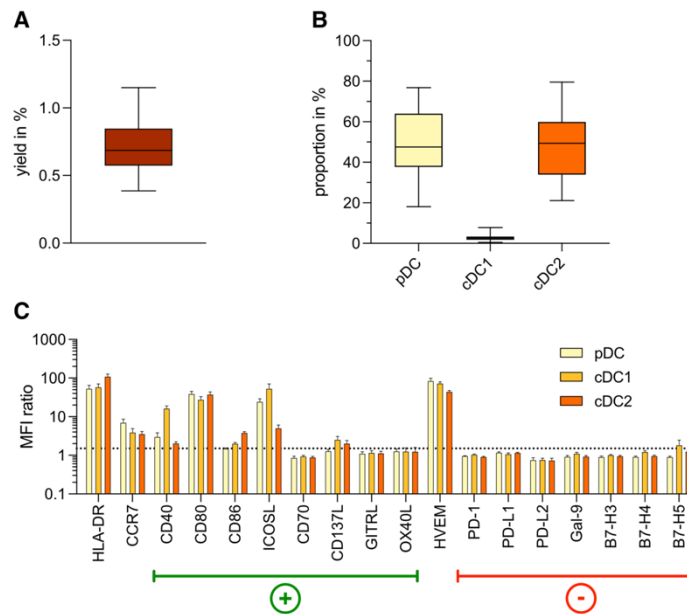 A
yield in %
1.5
1.0
0.5
0.0
B
proportion in %
100
80
60
40
20
0
pDC
cDC1
cDC2
C
MFI ratio
1000
100
10
1
0.1
pDC
cDC1
cDC2
HLA-DR
CCR7
CD40
CD80
CD86
ICOSL
CD70
CD137L
GITRL
OX40L
HVEM
PD-1
PD-L1
PD-L2
Gal-9
B7-H3
B7-H4
B7-H5
+
-